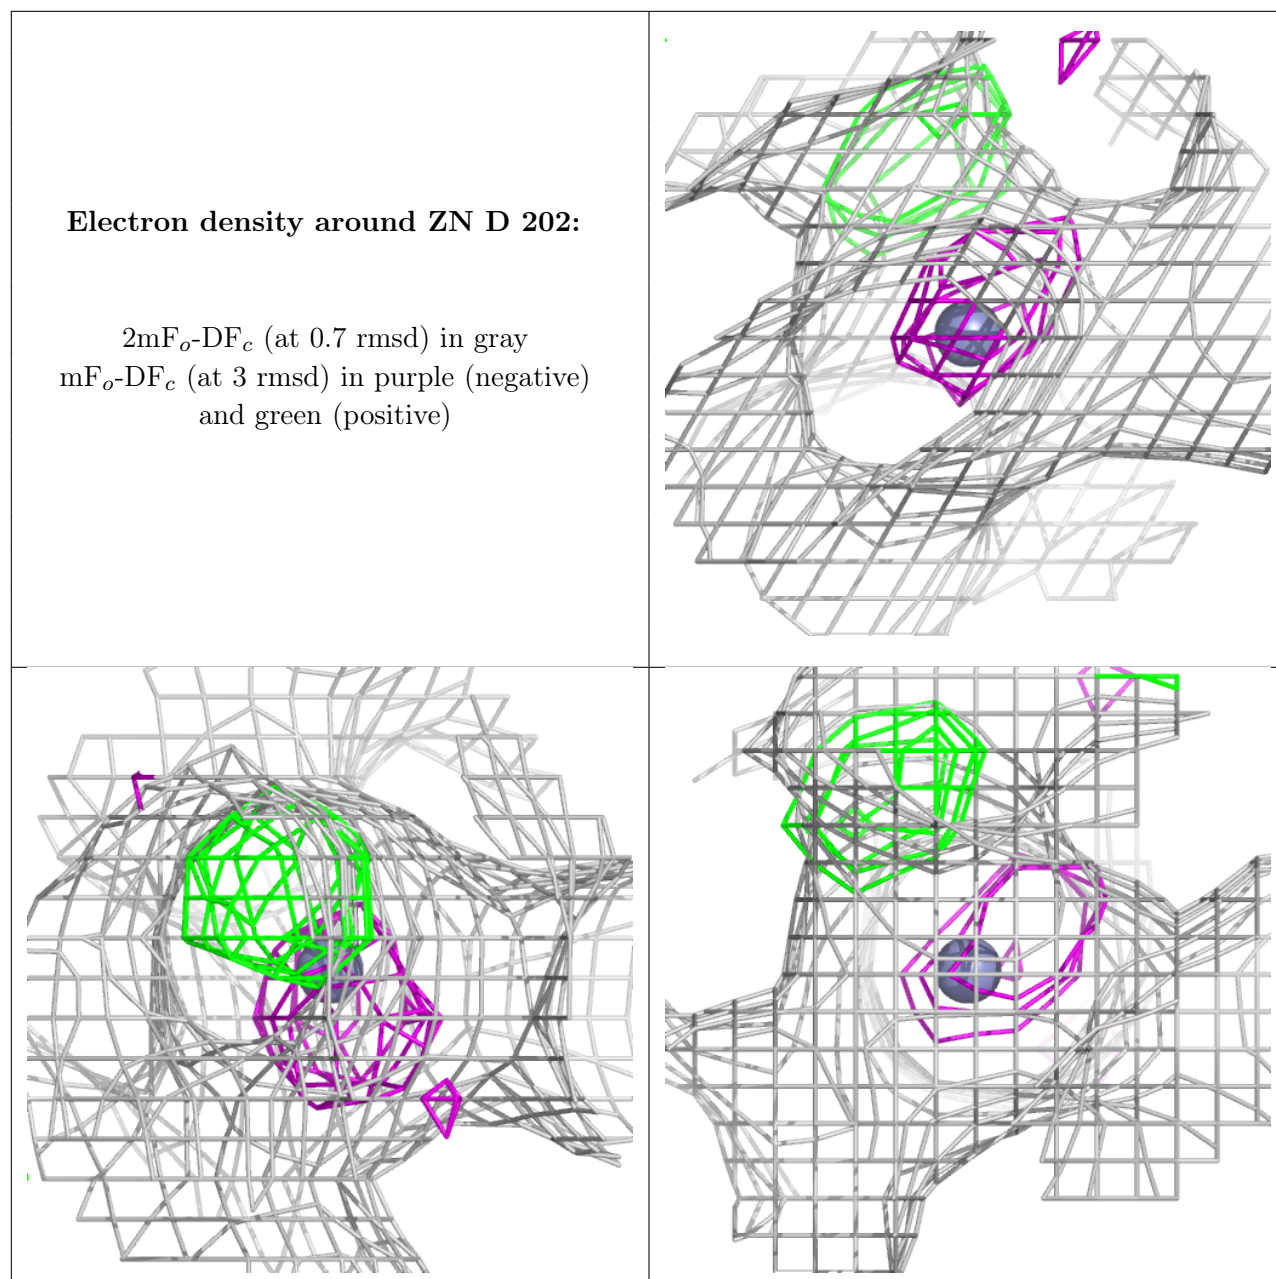 Electron density around ZN D 202:
2mFo-DFc (at 0.7 rmsd) in gray
mFo-DFc (at 3 rmsd) in purple (negative)
and green (positive)